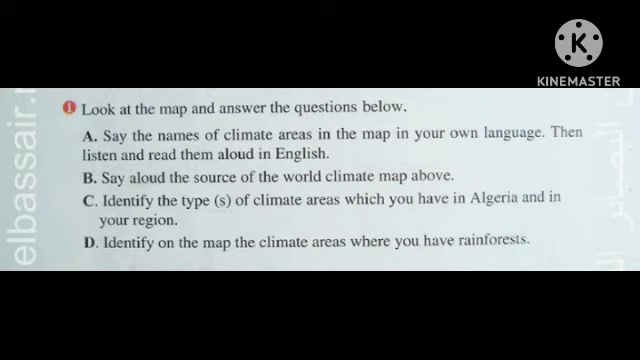 KINEMASTER
1 Look at the map and answer the questions below.
A. Say the names of climate areas in the map in your own language. Then
listen and read them aloud in English.
B. Say aloud the source of the world climate map above.
C. Identify the type (s) of climate areas which you have in Algeria and in
your region.
D. Identify on the map the climate areas where you have rainforests.
elbassair.
البصائر